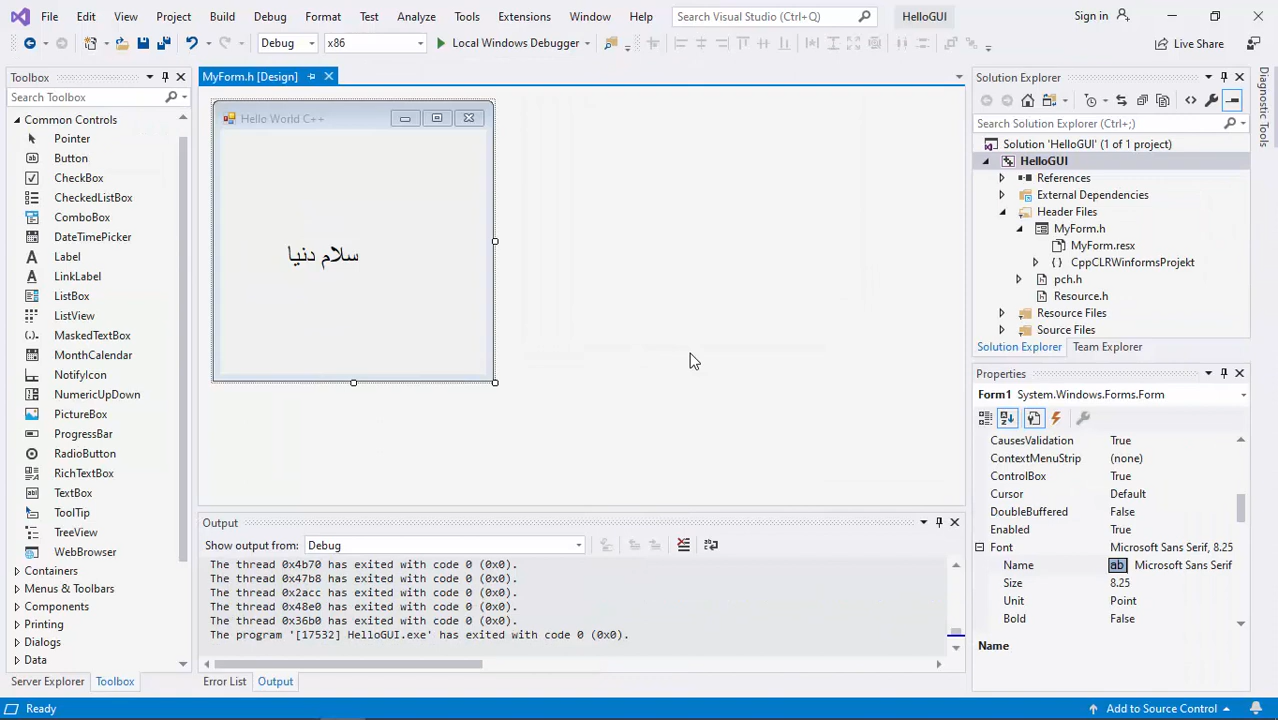 File Edit View Project Build Debug Format Test Analyze Tools Extensions Window Help Search Visual Studio (Ctrl+Q) HelloGUI Sign in
Debug x86 Local Windows Debugger Live Share
Toolbox
Search Toolbox
Common Controls
Pointer
Button
CheckBox
CheckedListBox
ComboBox
DateTimePicker
Label
LinkLabel
ListBox
ListView
MaskedTextBox
MonthCalendar
NotifyIcon
NumericUpDown
PictureBox
ProgressBar
RadioButton
RichTextBox
TextBox
ToolTip
TreeView
WebBrowser
Containers
Menus & Toolbars
Components
Printing
Dialogs
Data
Server Explorer Toolbox
MyForm.h [Design]
Hello World C++
سلام دنیا
Output
Show output from: Debug
The thread 0x4b70 has exited with code 0 (0x0).
The thread 0x47b8 has exited with code 0 (0x0).
The thread 0x2acc has exited with code 0 (0x0).
The thread 0x48e0 has exited with code 0 (0x0).
The thread 0x36b0 has exited with code 0 (0x0).
The program '[17532] HelloGUI.exe' has exited with code 0 (0x0).
Error List Output
Solution Explorer
Search Solution Explorer (Ctrl+;)
Solution 'HelloGUI' (1 of 1 project)
HelloGUI
References
External Dependencies
Header Files
MyForm.h
MyForm.resx
CppCLRWinformsProjekt
pch.h
Resource.h
Resource Files
Source Files
Solution Explorer Team Explorer
Properties
Form1 System.Windows.Forms.Form
CausesValidation True
ContextMenuStrip (none)
ControlBox True
Cursor Default
DoubleBuffered False
Enabled True
Font Microsoft Sans Serif, 8.25
Name ab Microsoft Sans Serif
Size 8.25
Unit Point
Bold False
Name
Diagnostic Tools
Ready Add to Source Control